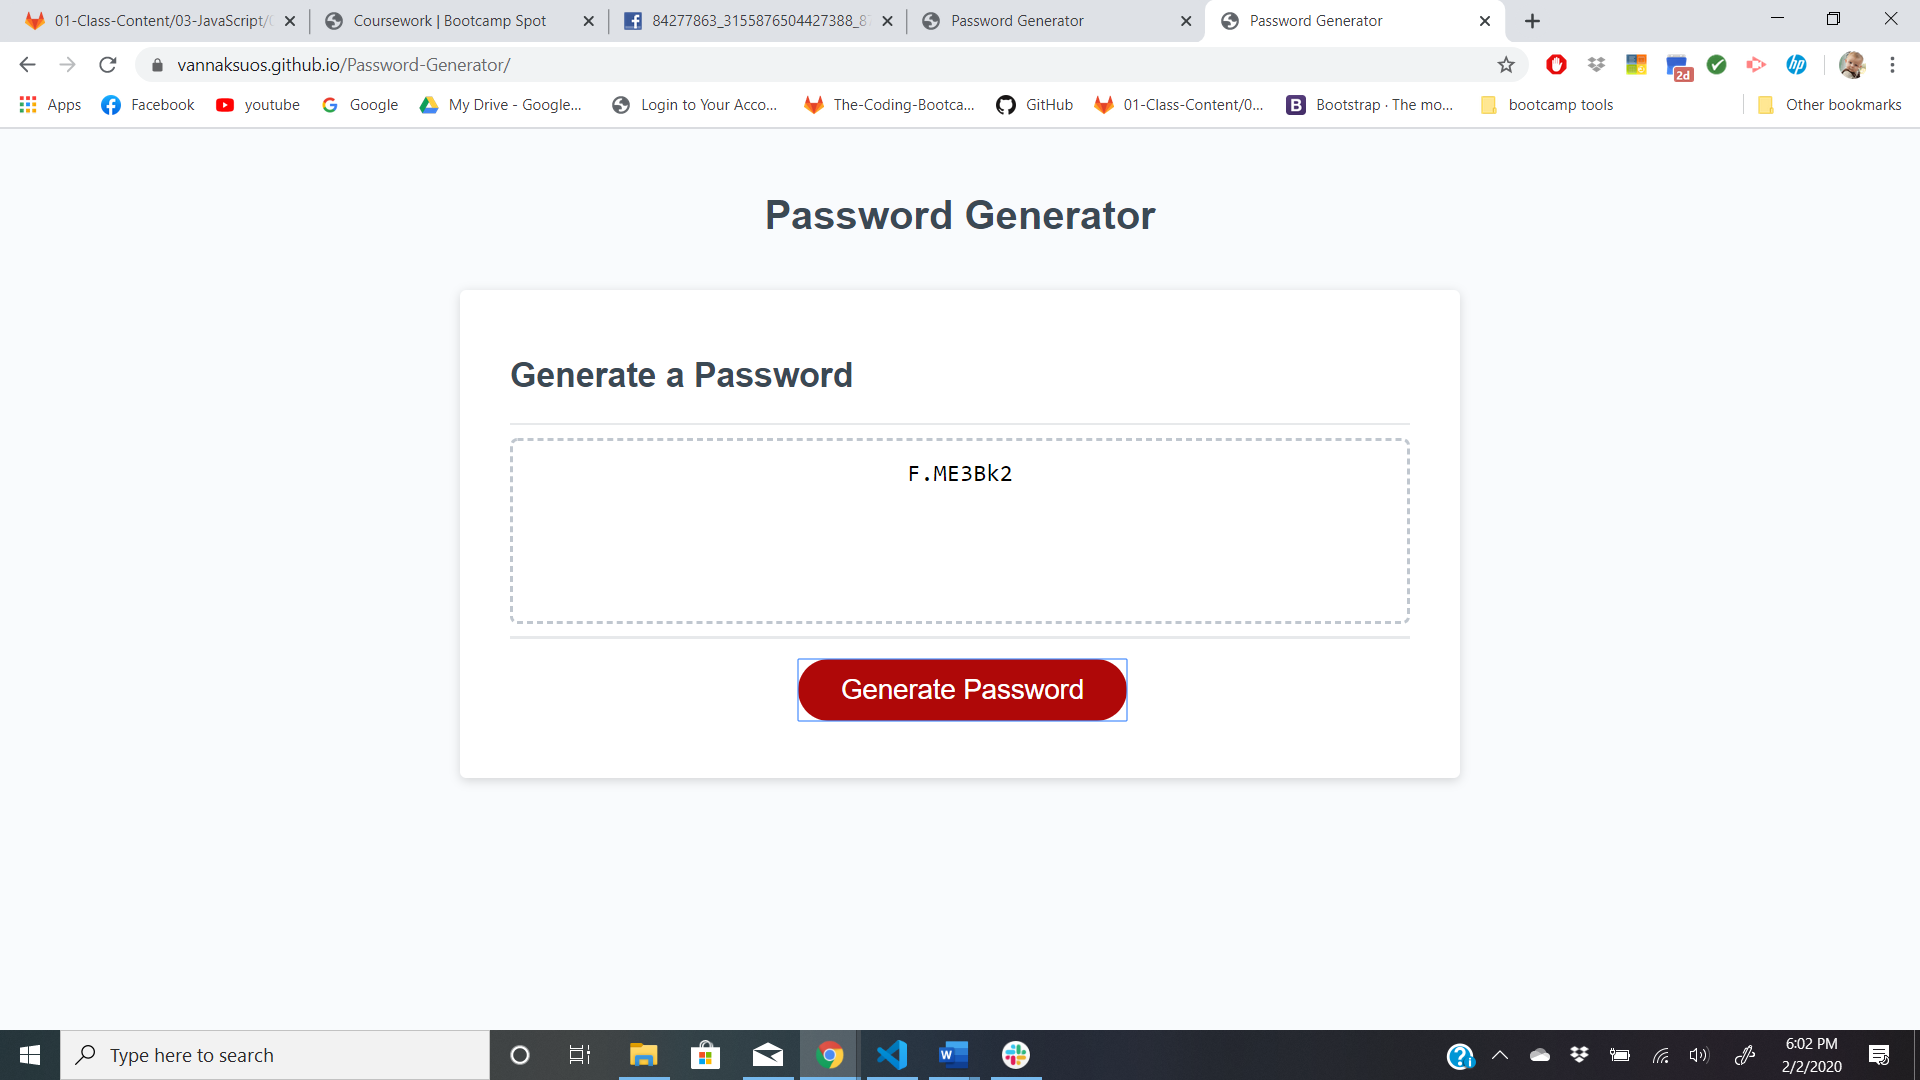 01-Class-Content/03-JavaScript/
Coursework | Bootcamp Spot
84277863_3155876504427388_8
Password Generator
Password Generator
vannaksuos.github.io/Password-Generator/
2d
hp
Apps
Facebook
youtube
Google
My Drive - Google...
Login to Your Acco...
The-Coding-Bootca...
GitHub
01-Class-Content/0...
B
Bootstrap · The mo...
bootcamp tools
Other bookmarks
Password Generator
Generate a Password
F.ME3Bk2
Generate Password
Type here to search
6:02 PM
2/2/2020